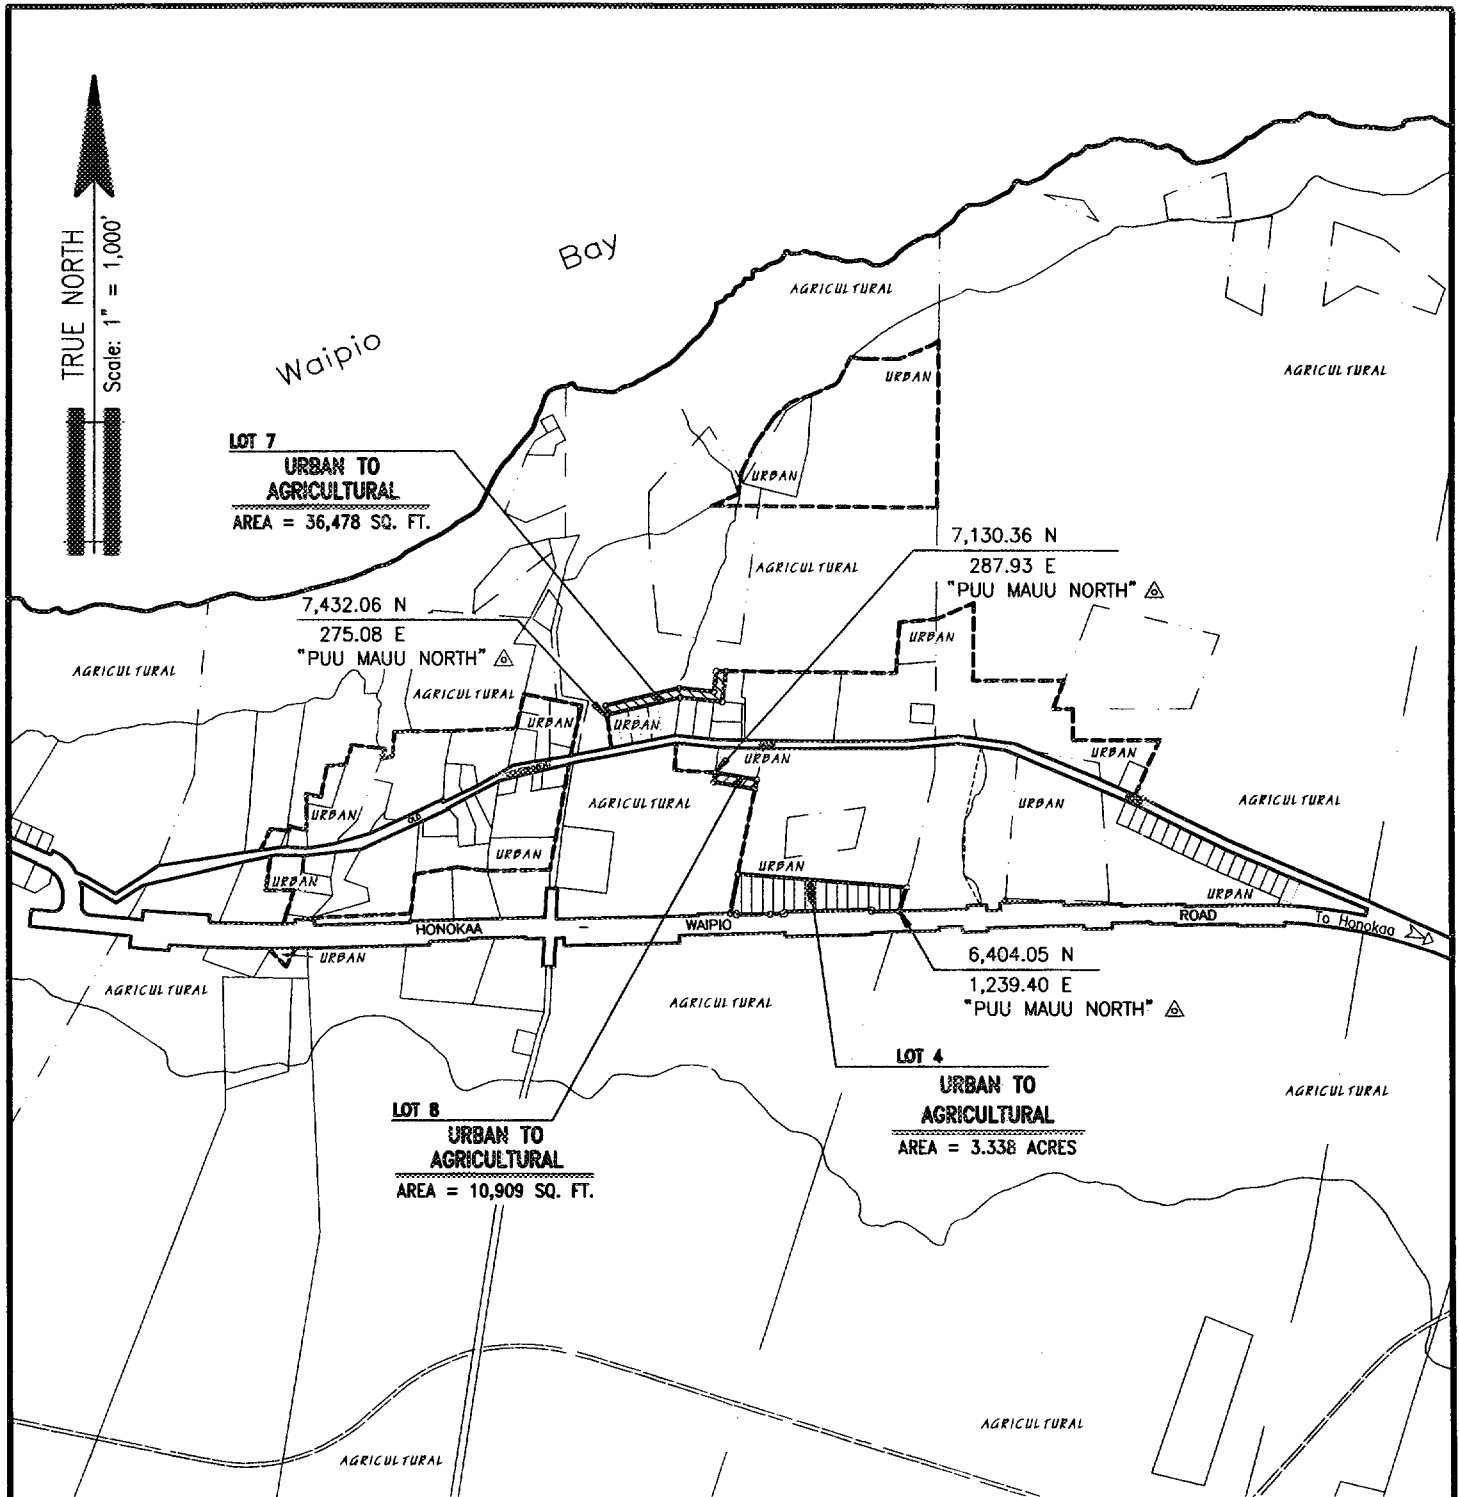 TRUE NORTH
Scale: 1" = 1,000'
Bay
Waipio
AGRICULTURAL
URBAN
AGRICULTURAL
LOT 7
URBAN TO
AGRICULTURAL
AREA = 36,478 SQ. FT.
URBAN
7,130.36 N
287.93 E
"PUU MAUU NORTH"
AGRICULTURAL
7,432.06 N
275.08 E
"PUU MAUU NORTH"
URBAN
AGRICULTURAL
AGRICULTURAL
URBAN
URBAN
URBAN
URBAN
AGRICULTURAL
URBAN
AGRICULTURAL
URBAN
OLD
URBAN
URBAN
URBAN
URBAN
HONOKAA
WAIPIO
ROAD
To Honokaa
URBAN
6,404.05 N
1,239.40 E
"PUU MAUU NORTH"
AGRICULTURAL
AGRICULTURAL
LOT 4
URBAN TO
AGRICULTURAL
AREA = 3.338 ACRES
AGRICULTURAL
LOT 8
URBAN TO
AGRICULTURAL
AREA = 10,909 SQ. FT.
AGRICULTURAL
AGRICULTURAL